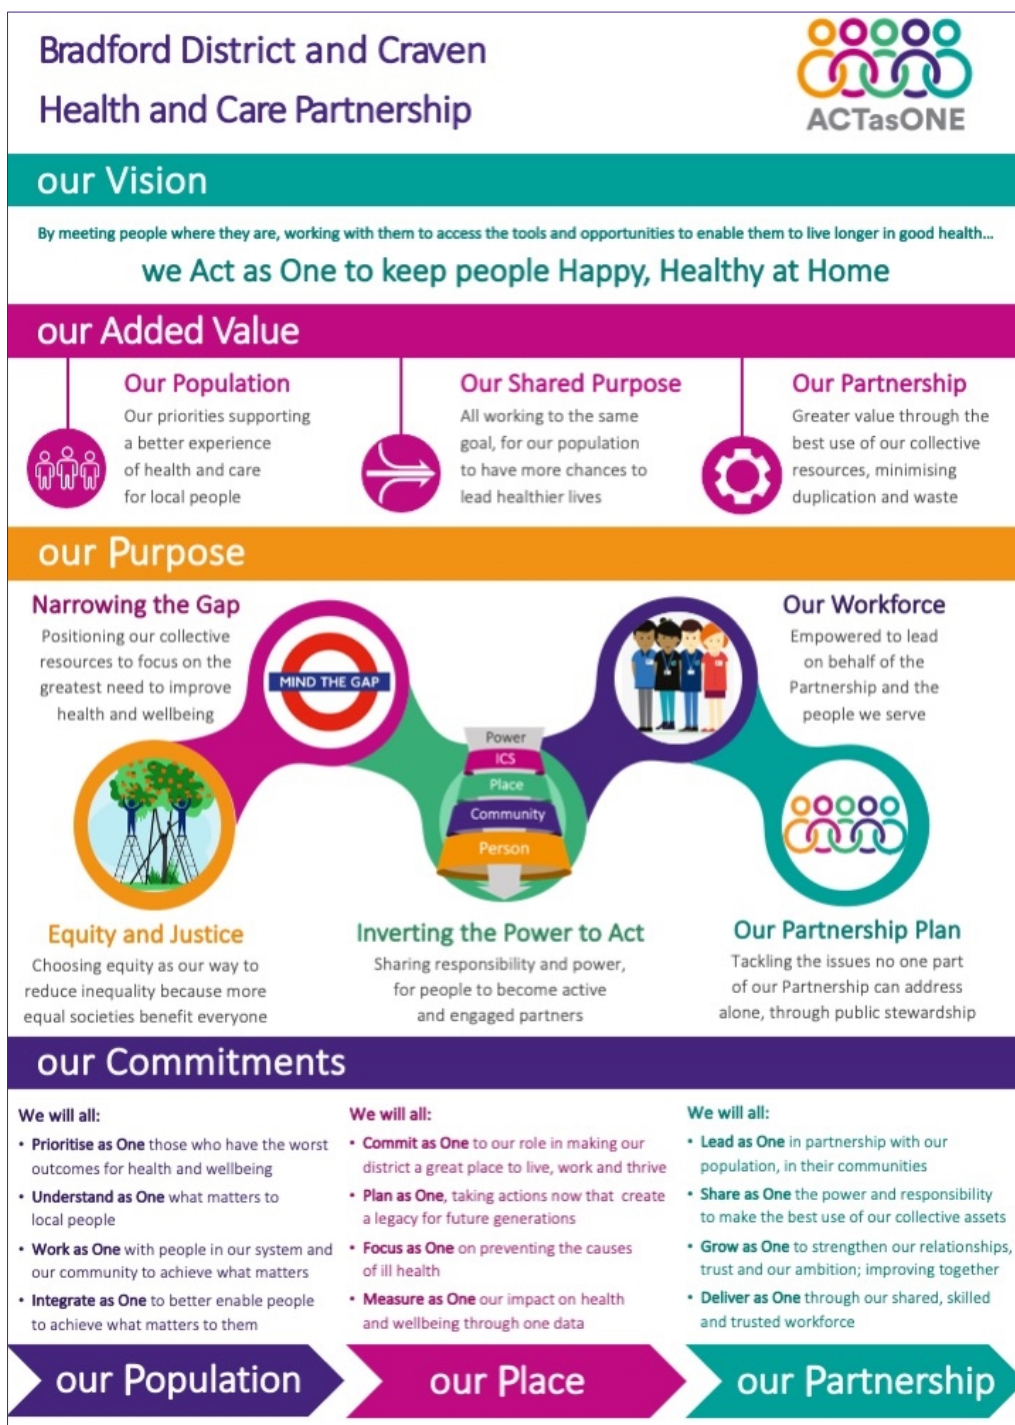 Bradford District and Craven
Health and Care Partnership
ACTasONE
our Vision
By meeting people where they are, working with them to access the tools and opportunities to enable them to live longer in good health...
we Act as One to keep people Happy, Healthy at Home
our Added Value
Our Population
Our priorities supporting
a better experience
of health and care
for local people
Our Shared Purpose
All working to the same
goal, for our population
to have more chances to
lead healthier lives
Our Partnership
Greater value through the
best use of our collective
resources, minimising
duplication and waste
our Purpose
Narrowing the Gap
Positioning our collective
resources to focus on the
greatest need to improve
health and wellbeing
MIND THE GAP
Our Workforce
Empowered to lead
on behalf of the
Partnership and the
people we serve
Power
ICS
Place
Community
Person
Equity and Justice
Choosing equity as our way to
reduce inequality because more
equal societies benefit everyone
Inverting the Power to Act
Sharing responsibility and power,
for people to become active
and engaged partners
Our Partnership Plan
Tackling the issues no one part
of our Partnership can address
alone, through public stewardship
our Commitments
We will all:
• Prioritise as One those who have the worst
outcomes for health and wellbeing
• Understand as One what matters to
local people
• Work as One with people in our system and
our community to achieve what matters
• Integrate as One to better enable people
to achieve what matters to them
We will all:
• Commit as One to our role in making our
district a great place to live, work and thrive
• Plan as One, taking actions now that create
a legacy for future generations
• Focus as One on preventing the causes
of ill health
• Measure as One our impact on health
and wellbeing through one data
We will all:
• Lead as One in partnership with our
population, in their communities
• Share as One the power and responsibility
to make the best use of our collective assets
• Grow as One to strengthen our relationships,
trust and our ambition; improving together
• Deliver as One through our shared, skilled
and trusted workforce
our Population
our Place
our Partnership